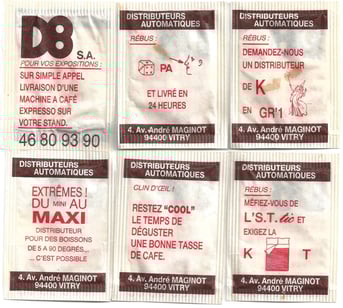 D8
S.A.
POUR VOS EXPOSITIONS :
SUR SIMPLE APPEL
LIVRAISON D'UNE
MACHINE A CAFÉ
EXPRESSO SUR
VOTRE STAND.
46 80 93 90
DISTRIBUTEURS
AUTOMATIQUES
RÉBUS :
PA
ET LIVRÉ EN
24 HEURES
4. Av. André MAGINOT
94400 VITRY
DISTRIBUTEURS
AUTOMATIQUES
RÉBUS :
DEMANDEZ-NOUS
UN DISTRIBUTEUR
DE K
EN GR'1
4. Av. André MAGINOT
94400 VITRY
DISTRIBUTEURS
AUTOMATIQUES
EXTRÊMES !
DU MINI AU
MAXI
DISTRIBUTEUR
POUR DES BOISSONS
DE 5 A 90 DEGRÉS...
... C'EST POSSIBLE
4. Av. André MAGINOT
94400 VITRY
DISTRIBUTEURS
AUTOMATIQUES
CLIN D'ŒIL !
RESTEZ "COOL"
LE TEMPS DE
DÉGUSTER
UNE BONNE TASSE
DE CAFE.
4. Av. André MAGINOT
94400 VITRY
DISTRIBUTEURS
AUTOMATIQUES
RÉBUS :
MÉFIEZ-VOUS DE
L'S.T. lic ET
EXIGEZ LA
K T
4. Av. André MAGINOT
94400 VITRY